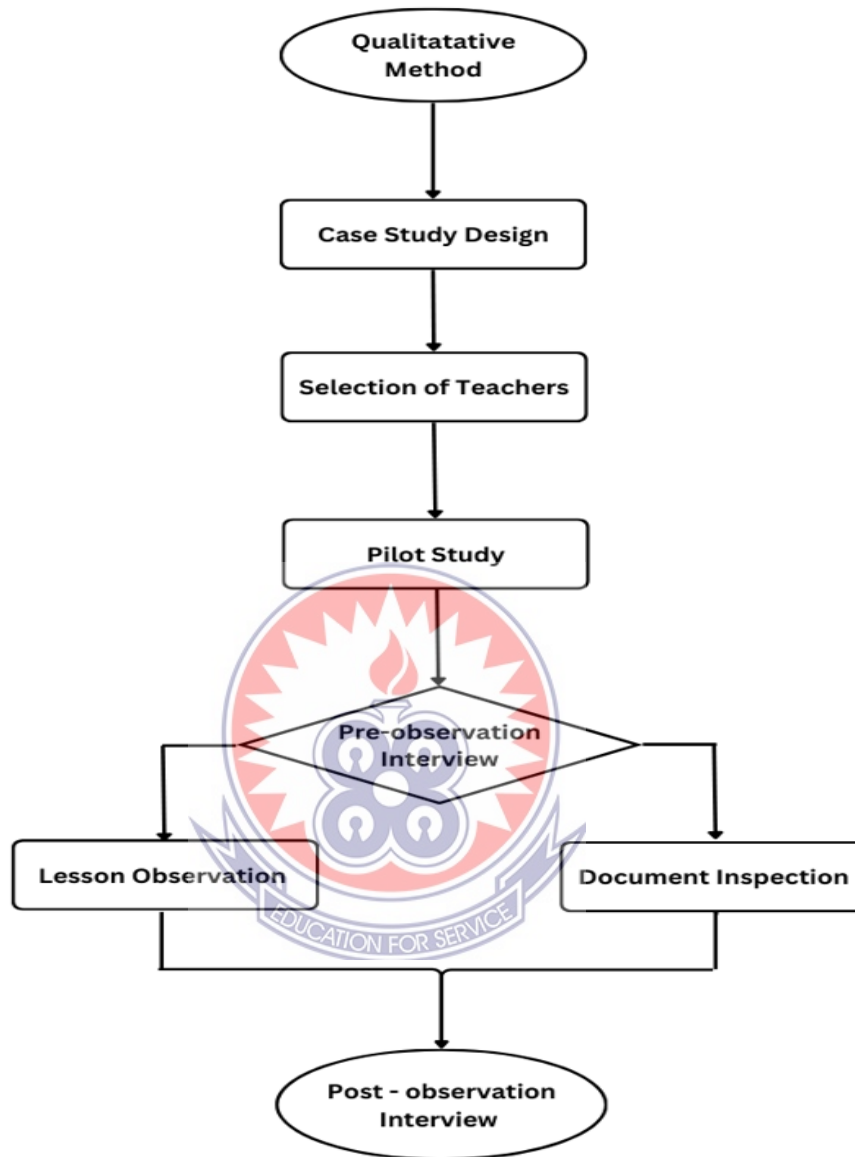 Qualitatative
Method
Case Study Design
Selection of Teachers
Pilot Study
Pre-observation
Interview
Lesson Observation
Document Inspection
EDUCATION FOR SERVICE
Post - observation
Interview